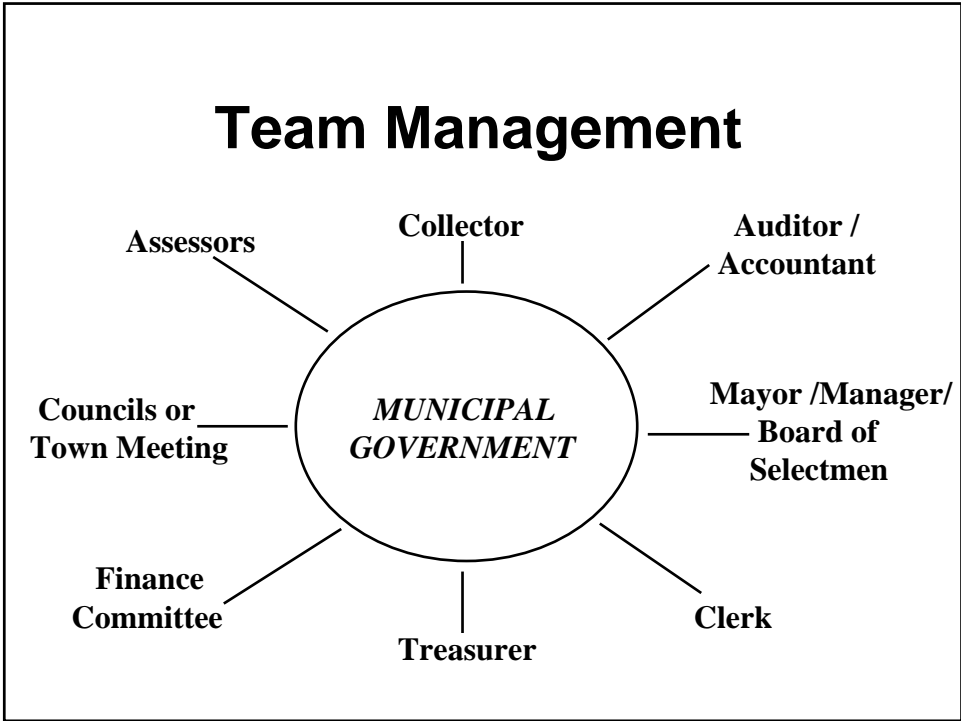 Team Management
Assessors
Collector
Auditor /
Accountant
Councils or
Town Meeting
MUNICIPAL
GOVERNMENT
Mayor /Manager/
Board of
Selectmen
Finance
Committee
Treasurer
Clerk